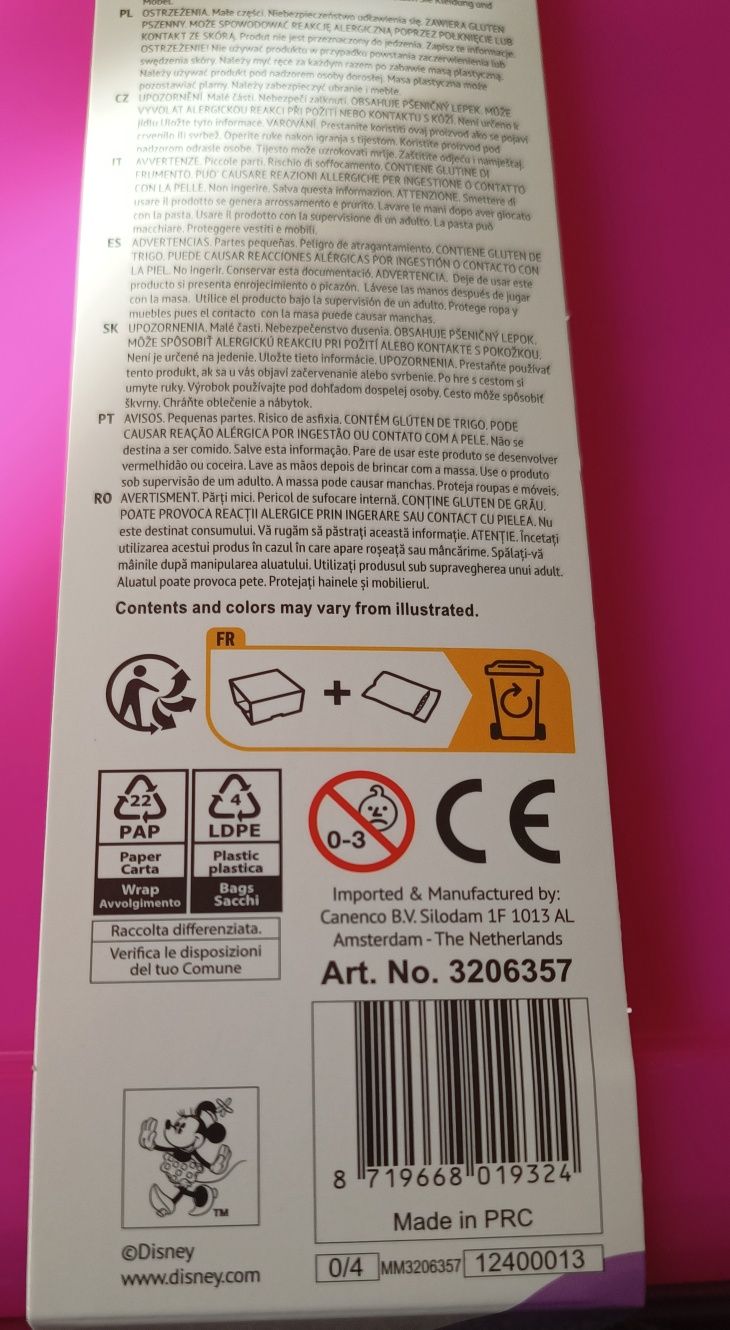 Möbel.
PL OSTRZEŻENIA. Małe części. Niebezpieczeństwo udławienia się. ZAWIERA GLUTEN
PSZENNY. MOŻE SPOWODOWAĆ REAKCJĘ ALERGICZNĄ POPRZEZ POŁKNIĘCIE LUB
KONTAKT ZE SKÓRĄ. Produt nie jest przeznaczony do jedzenia. Zapisz te informacje.
OSTRZEŻENIE! Nie używać produktu w przypadku powstania zaczerwienienia lub
swędzenia skóry. Należy myć ręce za każdym razem po zabawie masą plastyczną.
Należy używać produkt pod nadzorem osoby dorosłej. Masa plastyczna może
pozostawiać plamy. Należy zabezpieczyć ubranie i meble.
CZ UPOZORNĚNÍ. Malé části. Nebezpečí zalknutí. OBSAHUJE PŠENIČNÝ LEPEK. MŮŽE
VYVOLAT ALERGICKOU REAKCI PŘI POŽITÍ NEBO KONTAKTU S KŮŽÍ. Není určeno k
jídlu Uložte tyto informace. VAROVÁNÍ. Prestanite koristiti ovaj proizvod ako se pojavi
crvenilo ili svrbež. Operite ruke nakon igranja s tijestom. Koristite proizvod pod
nadzorom odrasle osobe. Tijesto može uzrokovati mrlje. Zaštitite odjeću i namještaj.
IT AVVERTENZE. Piccole parti. Rischio di soffocamento. CONTIENE GLUTINE DI
FRUMENTO. PUO' CAUSARE REAZIONI ALLERGICHE PER INGESTIONE O CONTATTO
CON LA PELLE. Non ingerire. Salva questa informazion. ATTENZIONE. Smettere di
usare il prodotto se genera arrossamento e prurito. Lavare le mani dopo aver giocato
con la pasta. Usare il prodotto con la supervisione di un adulto. La pasta può
macchiare. Proteggere vestiti e mobili.
ES ADVERTENCIAS. Partes pequeñas. Peligro de atragantamiento. CONTIENE GLUTEN DE
TRIGO. PUEDE CAUSAR REACCIONES ALÉRGICAS POR INGESTIÓN O CONTACTO CON
LA PIEL. No ingerir. Conservar esta documentació. ADVERTENCIA. Deje de usar este
producto si presenta enrojecimiento o picazón. Lávese las manos después de jugar
con la masa. Utilice el producto bajo la supervisión de un adulto. Protege ropa y
muebles pues el contacto con la masa puede causar manchas.
SK UPOZORNENIA. Malé časti. Nebezpečenstvo dusenia. OBSAHUJE PŠENIČNÝ LEPOK.
MÔŽE SPÔSOBIŤ ALERGICKÚ REAKCIU PRI POŽITÍ ALEBO KONTAKTE S POKOŽKOU.
Není je určené na jedenie. Uložte tieto informácie. UPOZORNENIA. Prestaňte používať
tento produkt, ak sa u vás objaví začervenanie alebo svrbenie. Po hre s cestom si
umyte ruky. Výrobok používajte pod dohľadom dospelej osoby. Cesto môže spôsobiť
škvrny. Chráňte oblečenie a nábytok.
PT AVISOS. Pequenas partes. Risico de asfixia. CONTÉM GLÚTEN DE TRIGO. PODE
CAUSAR REAÇÃO ALÉRGICA POR INGESTÃO OU CONTATO COM A PELE. Não se
destina a ser comido. Salve esta informação. Pare de usar este produto se desenvolver
vermelhidão ou coceira. Lave as mãos depois de brincar com a massa. Use o produto
sob supervisão de um adulto. A massa pode causar manchas. Proteja roupas e móveis.
RO AVERTISMENT. Părți mici. Pericol de sufocare internă. CONȚINE GLUTEN DE GRÂU.
POATE PROVOCA REACȚII ALERGICE PRIN INGERARE SAU CONTACT CU PIELEA. Nu
este destinat consumului. Vă rugăm să păstrați această informație. ATENȚIE. Încetați
utilizarea acestui produs în cazul în care apare roșeață sau mâncărime. Spălați-vă
mâinile după manipularea aluatului. Utilizați produsul sub supravegherea unui adult.
Aluatul poate provoca pete. Protejați hainele și mobilierul.
Contents and colors may vary from illustrated.
FR
22 PAP
Paper
Carta
Wrap
Avvolgimento
4 LDPE
Plastic
plastica
Bags
Sacchi
Raccolta differenziata.
Verifica le disposizioni
del tuo Comune
0-3
CE
Imported & Manufactured by:
Canenco B.V. Silodam 1F 1013 AL
Amsterdam - The Netherlands
Art. No. 3206357
8 719668 019324
Made in PRC
TM
©Disney
www.disney.com
0/4 MM3206357 12400013